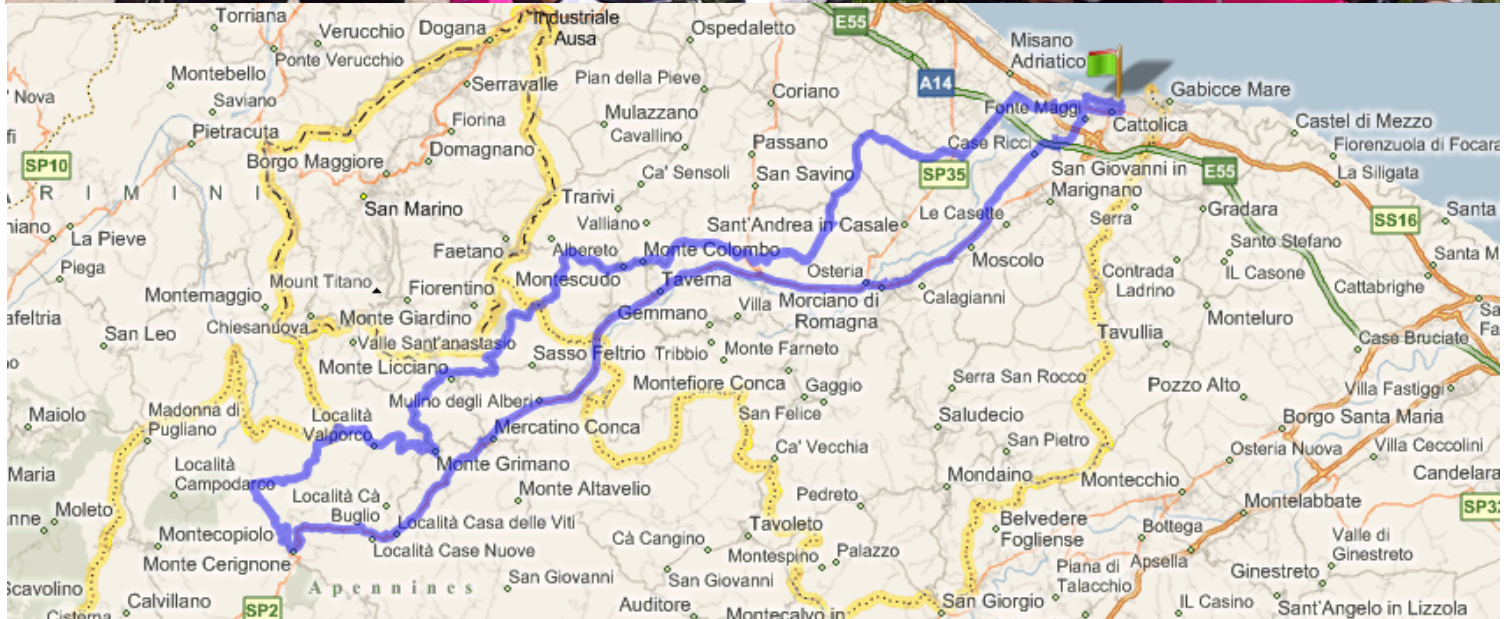 Torriana
Verucchio
Dogana
Industriale
Ausa
Ospedaletto
E55
Misano
Adriatico
Ponte Verucchio
Montebello
Serravalle
Pian della Pieve
Coriano
A14
Gabicce Mare
Nova
Saviano
Mulazzano
Fonte Maggi
Cattolica
Castel di Mezzo
fi
Pietracuta
Fiorina
Cavallino
Passano
Case Ricci
Fiorenzuola di Focara
SP10
Borgo Maggiore
Domagnano
Ca' Sensoli
San Savino
SP35
San Giovanni in
Marignano
E55
La Siligata
R I M I N I
San Marino
Trarivi
Valliano
Sant'Andrea in Casale
Le Casette
Serra
Gradara
SS16
Santa
niano
La Pieve
Faetano
Albereto
Monte Colombo
Moscolo
Santo Stefano
Santa M
Piega
Mount Titano
Montescudo
Taverna
Osteria
Contrada
Ladrino
IL Casone
Montemaggio
Fiorentino
Villa
Morciano di
Romagna
Calagianni
Cattabrighe
afeltria
San Leo
Chiesanuova
Monte Giardino
Gemmano
Monteluro
Sa
Fa
Valle Sant'anastasio
Sasso Feltrio
Tribbio
Monte Farneto
Tavullia
Case Bruciate
Monte Licciano
Montefiore Conca
Gaggio
Serra San Rocco
Pozzo Alto
Villa Fastiggi
Maiolo
Madonna di
Pugliano
Località
Valporco
Mulino degli Alberi
San Felice
Saludecio
Borgo Santa Maria
Mercatino Conca
Ca' Vecchia
San Pietro
Osteria Nuova
Villa Ceccolini
Maria
Località
Campodarco
Monte Grimano
Mondaino
Montecchio
Candelara
Località Cà
Buglio
Monte Altavelio
Pedreto
Montelabbate
SP32
nne
Moleto
Montecopiolo
Località Casa delle Viti
Tavoleto
Belvedere
Fogliense
Bottega
Valle di
Ginestreto
Monte Cerignone
Località Case Nuove
Cà Cangino
Montespino
Palazzo
Apsella
Scavolino
Apennines
San Giovanni
San Giovanni
Piana di
Talacchio
Ginestreto
Cisterna
Calvillano
SP2
Auditore
Montecalvo in
San Giorgio
IL Casino
Sant'Angelo in Lizzola